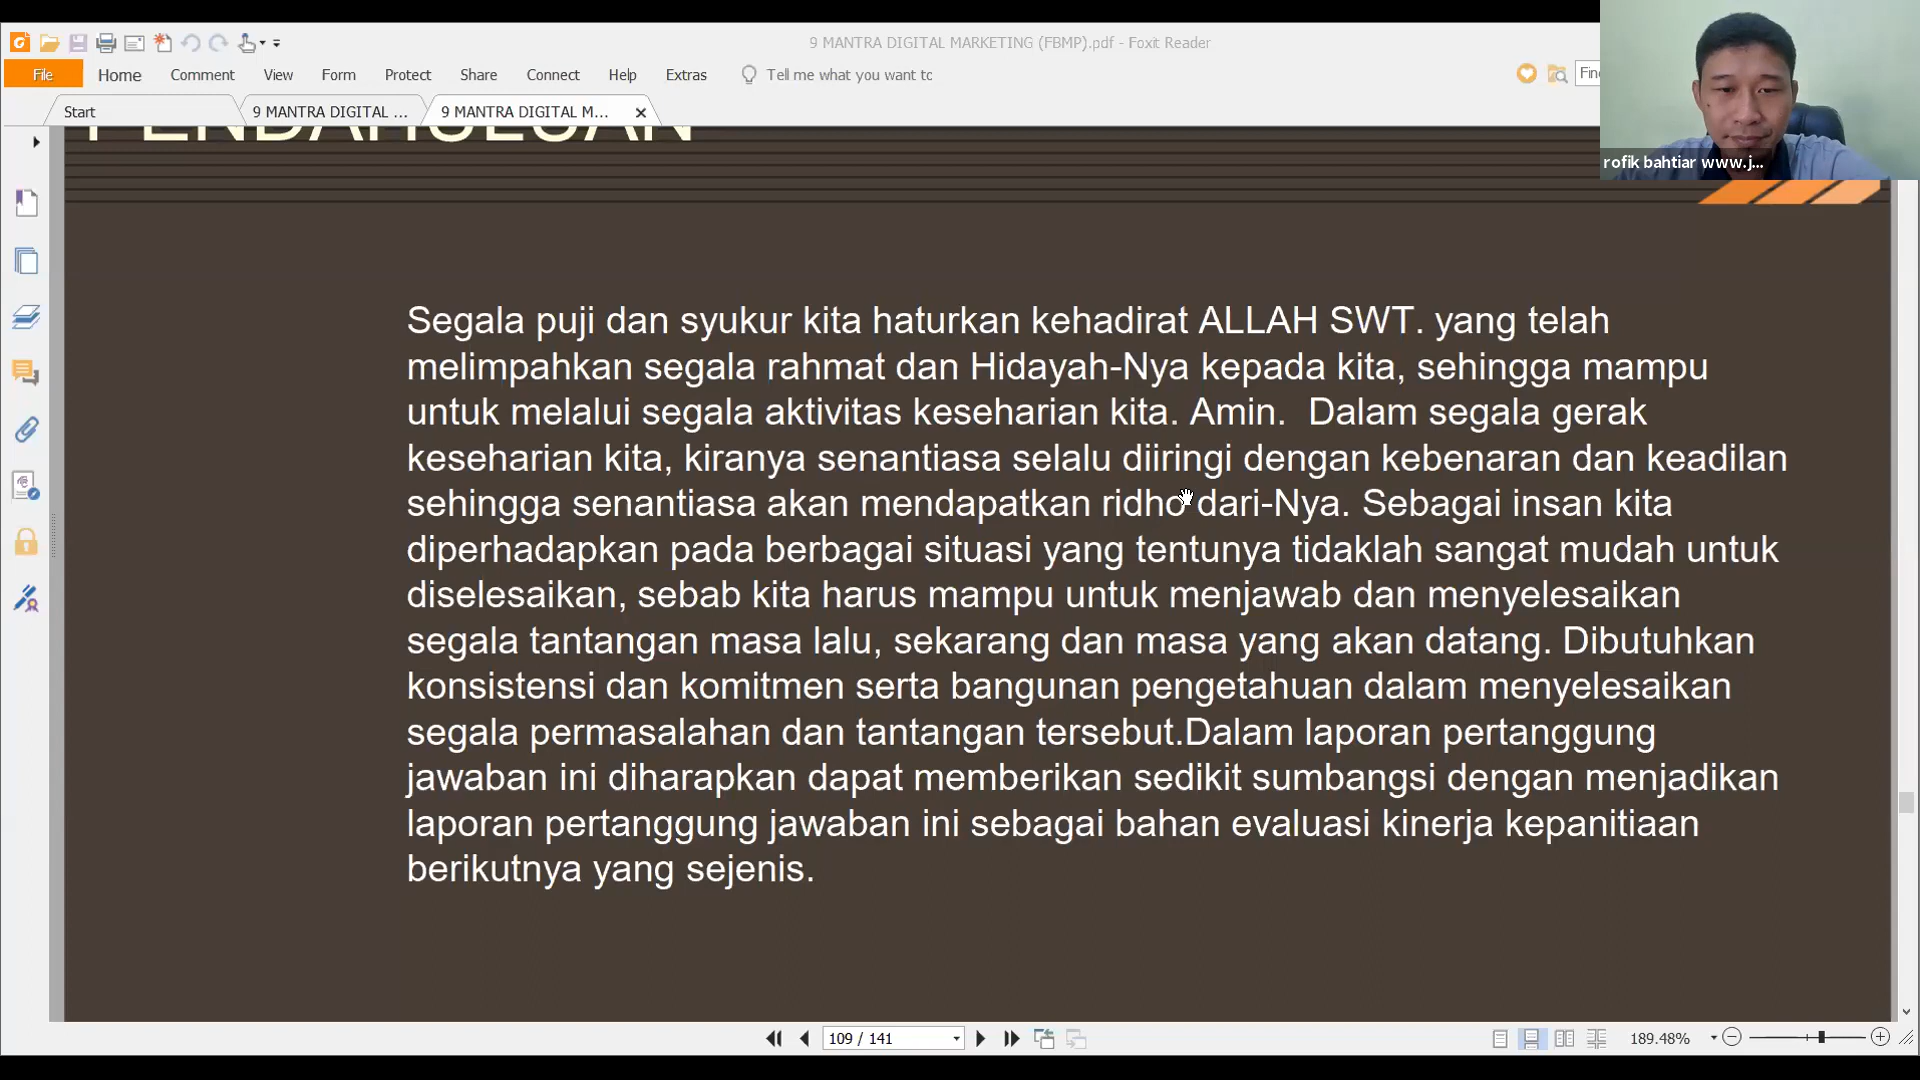 9 MANTRA DIGITAL MARKETING (FBMP).pdf - Foxit Reader
File Home Comment View Form Protect Share Connect Help Extras Tell me what you want to
Start 9 MANTRA DIGITAL ... 9 MANTRA DIGITAL M...
rofik bahtiar www.j...
PENDAHULUAN
Segala puji dan syukur kita haturkan kehadirat ALLAH SWT. yang telah
melimpahkan segala rahmat dan Hidayah-Nya kepada kita, sehingga mampu
untuk melalui segala aktivitas keseharian kita. Amin. Dalam segala gerak
keseharian kita, kiranya senantiasa selalu diiringi dengan kebenaran dan keadilan
sehingga senantiasa akan mendapatkan ridho dari-Nya. Sebagai insan kita
diperhadapkan pada berbagai situasi yang tentunya tidaklah sangat mudah untuk
diselesaikan, sebab kita harus mampu untuk menjawab dan menyelesaikan
segala tantangan masa lalu, sekarang dan masa yang akan datang. Dibutuhkan
konsistensi dan komitmen serta bangunan pengetahuan dalam menyelesaikan
segala permasalahan dan tantangan tersebut.Dalam laporan pertanggung
jawaban ini diharapkan dapat memberikan sedikit sumbangsi dengan menjadikan
laporan pertanggung jawaban ini sebagai bahan evaluasi kinerja kepanitiaan
berikutnya yang sejenis.
109 / 141
189.48%